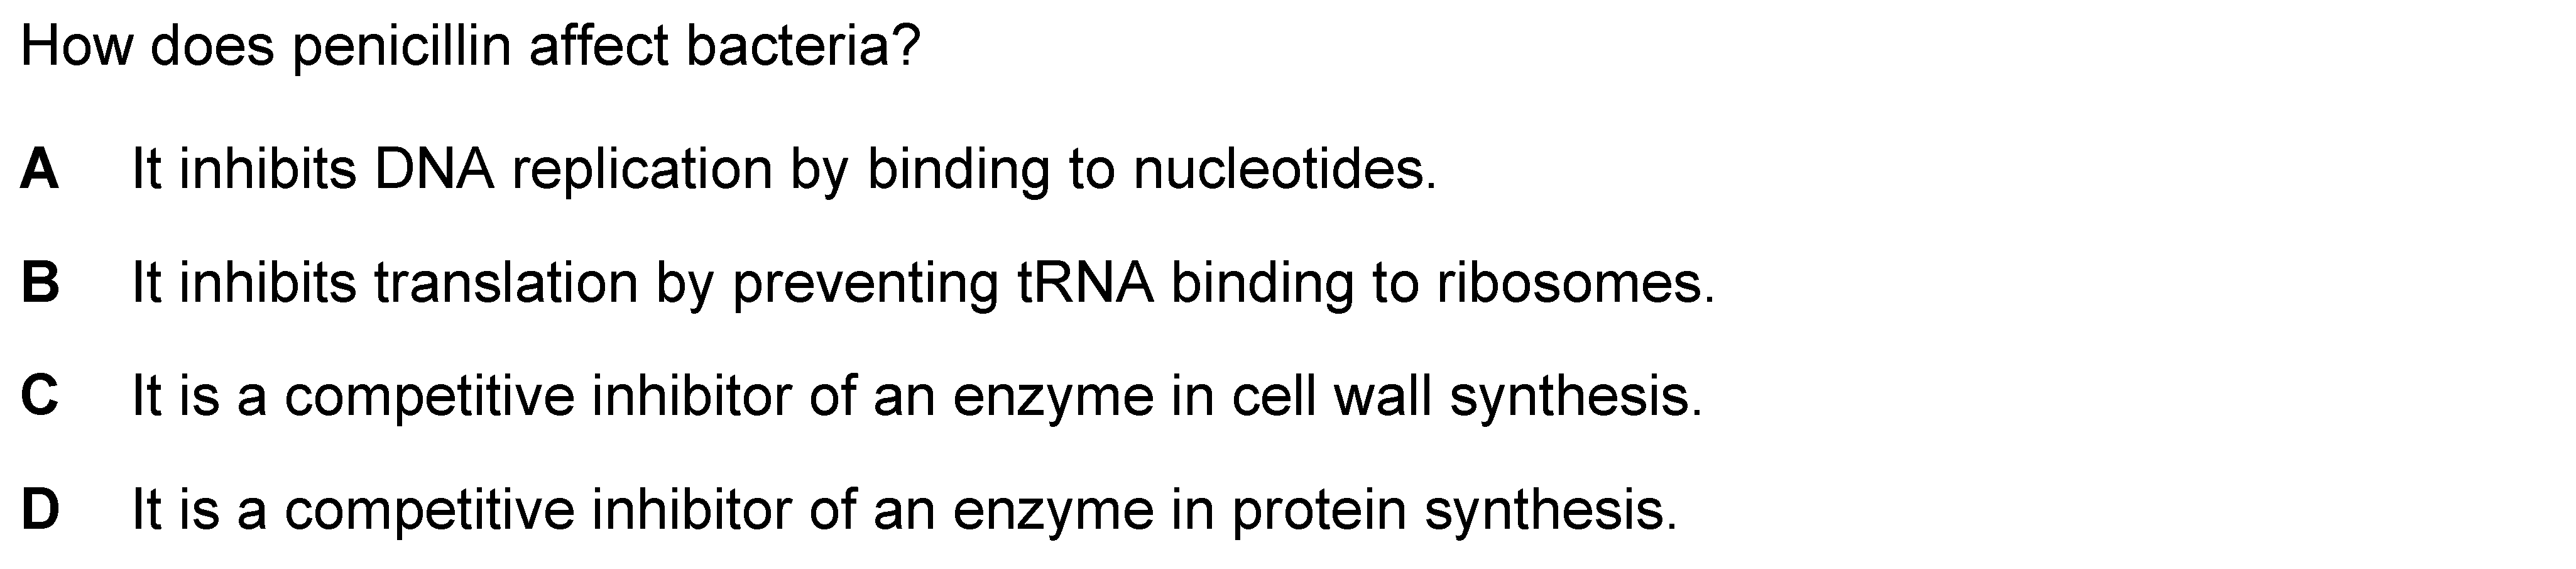 How does penicillin affect bacteria?
A It inhibits DNA replication by binding to nucleotides.
B It inhibits translation by preventing tRNA binding to ribosomes.
C It is a competitive inhibitor of an enzyme in cell wall synthesis.
D It is a competitive inhibitor of an enzyme in protein synthesis.